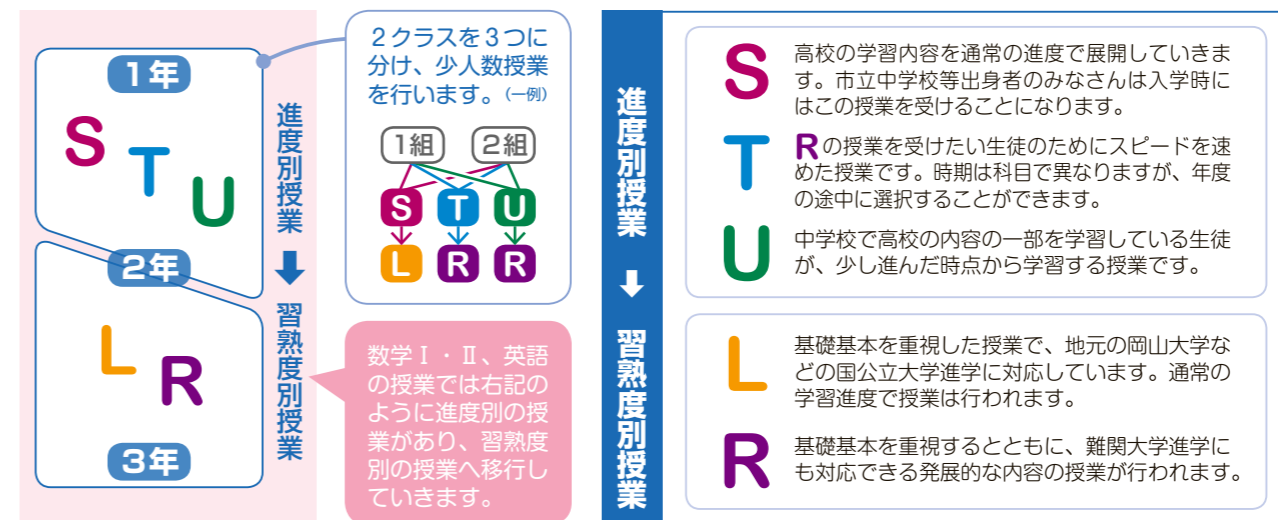 1年
S
T
U
2年
L
R
3年
進度別授業
習熟度別授業
2クラスを3つに
分け、少人数授業
を行います。(一例)
1組 2組
S T U
L R R
数学Ⅰ・Ⅱ、英語
の授業では右記の
ように進度別の授
業があり、習熟度
別の授業へ移行し
ていきます。
進度別授業
習熟度別授業
S
高校の学習内容を通常の進度で展開していきま
す。市立中学校等出身者のみなさんは入学時に
はこの授業を受けることになります。
T
Rの授業を受けたい生徒のためにスピードを速
めた授業です。時期は科目で異なりますが、年度
の途中に選択することができます。
U
中学校で高校の内容の一部を学習している生徒
が、少し進んだ時点から学習する授業です。
L
基礎基本を重視した授業で、地元の岡山大学な
どの国公立大学進学に対応しています。通常の
学習進度で授業は行われます。
R
基礎基本を重視するとともに、難関大学進学に
も対応できる発展的な内容の授業が行われます。